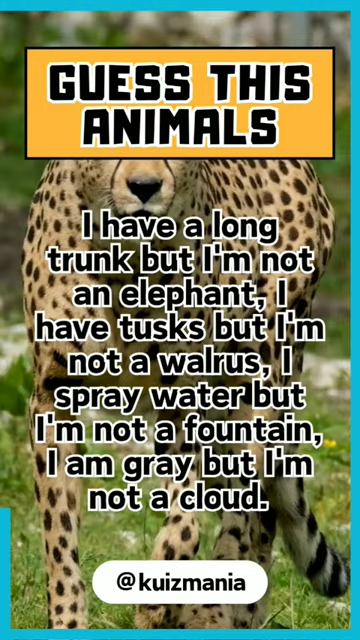 GUESS THIS
ANIMALS
I have a long
trunk but I'm not
an elephant, I
have tusks but I'm
not a walrus, I
spray water but
I'm not a fountain,
I am gray but I'm
not a cloud.
@kuizmania